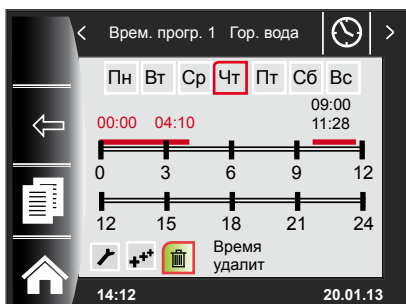 Врем. прогр. 1 Гор. вода
Пн Вт Ср Чт Пт Сб Вс
09:00
00:00 04:10 11:28
0 3 6 9 12
12 15 18 21 24
Время
удалит
14:12 20.01.13